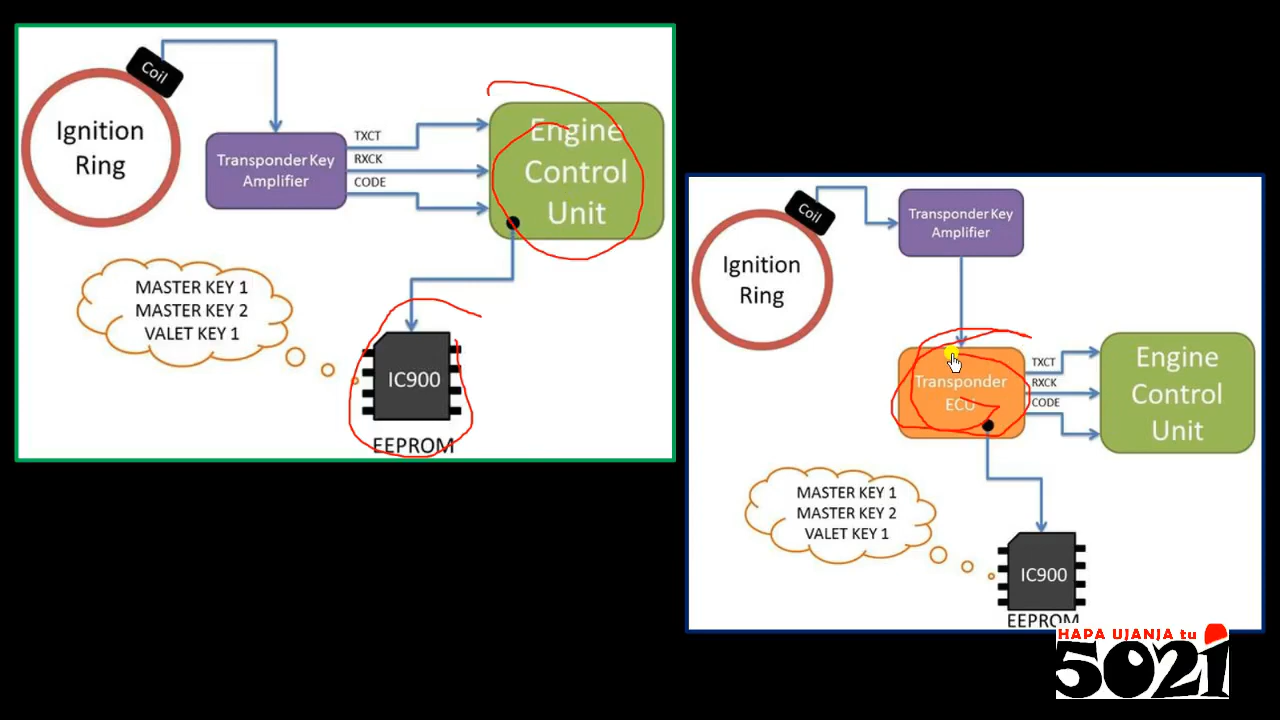 Coil
Ignition
Ring
Transponder Key
Amplifier
TXCT
RXCK
CODE
Engine
Control
Unit
MASTER KEY 1
MASTER KEY 2
VALET KEY 1
IC900
EEPROM
Coil
Ignition
Ring
Transponder Key
Amplifier
Transponder
ECU
TXCT
RXCK
CODE
Engine
Control
Unit
MASTER KEY 1
MASTER KEY 2
VALET KEY 1
IC900
EEPROM
HAPA UJANJA tu
5021